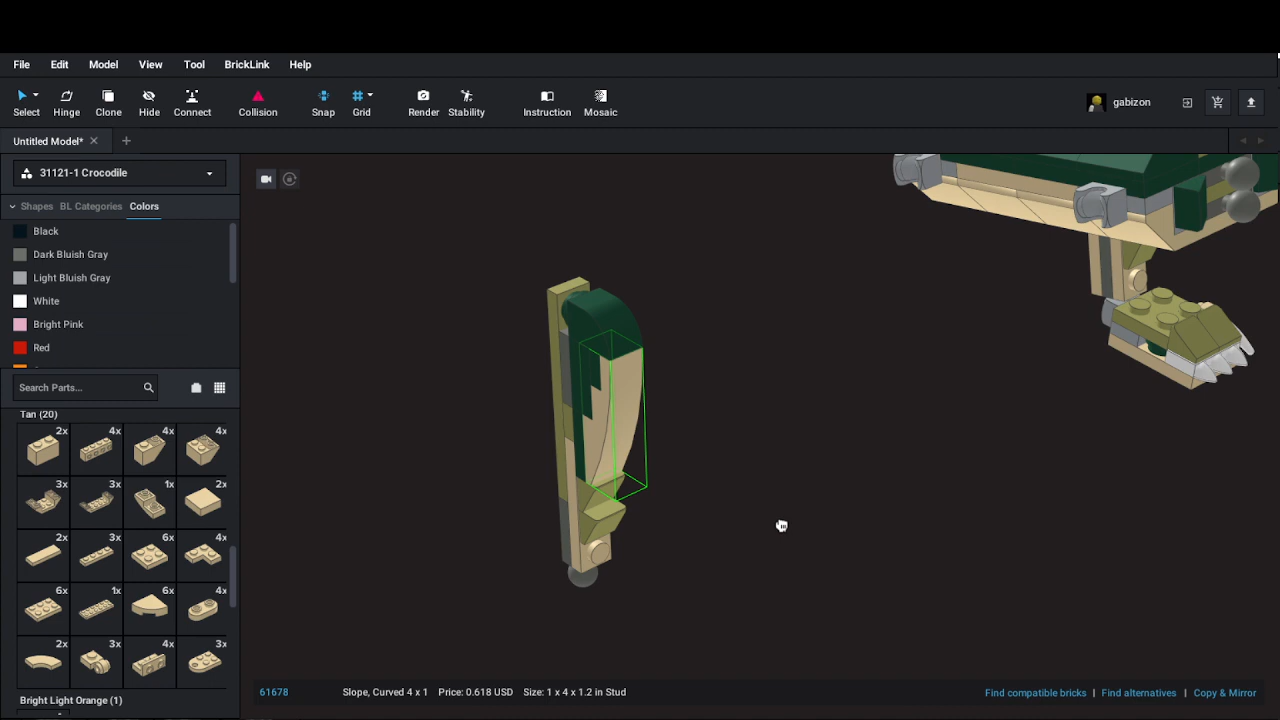 File Edit Model View Tool BrickLink Help
Select Hinge Clone Hide Connect Collision Snap Grid Render Stability Instruction Mosaic gabizon
Untitled Model*
31121-1 Crocodile
Shapes BL Categories Colors
Black
Dark Bluish Gray
Light Bluish Gray
White
Bright Pink
Red
Search Parts...
Tan (20)
2x 4x 4x 4x
3x 3x 1x 2x
2x 3x 6x 4x
6x 1x 6x 4x
2x 3x 4x 3x
Bright Light Orange (1)
61678 Slope, Curved 4 x 1 Price: 0.618 USD Size: 1 x 4 x 1.2 in Stud Find compatible bricks | Find alternatives | Copy & Mirror